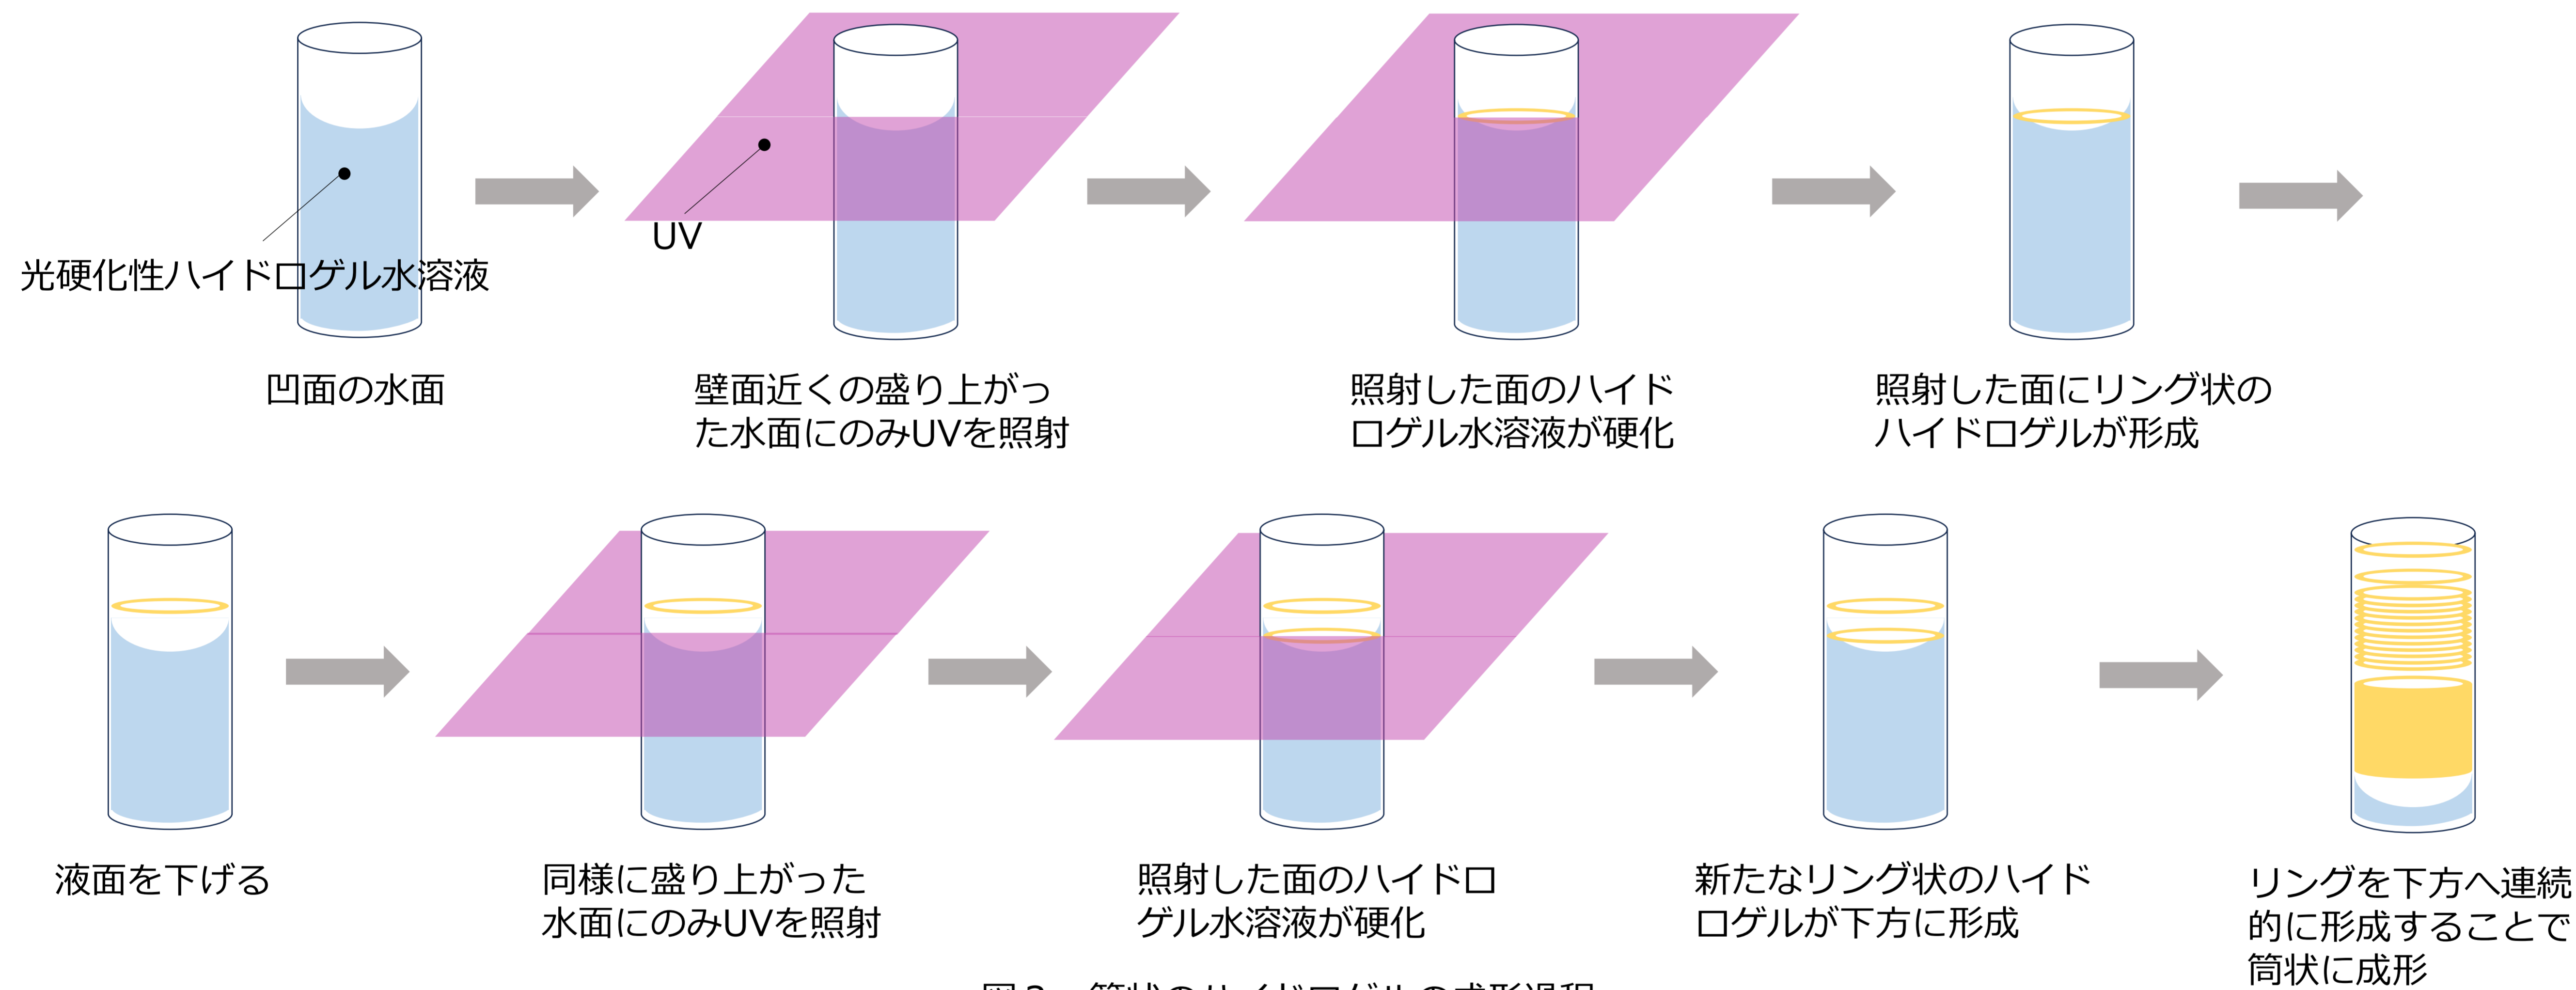 光硬化性ハイドロゲル水溶液
UV
凹面の水面
壁面近くの盛り上がっ
た水面にのみUVを照射
照射した面のハイド
ロゲル水溶液が硬化
照射した面にリング状の
ハイドロゲルが形成
液面を下げる
同様に盛り上がった
水面にのみUVを照射
照射した面のハイドロ
ゲル水溶液が硬化
新たなリング状のハイド
ロゲルが下方に形成
リングを下方へ連続
的に形成することで
筒状に成形